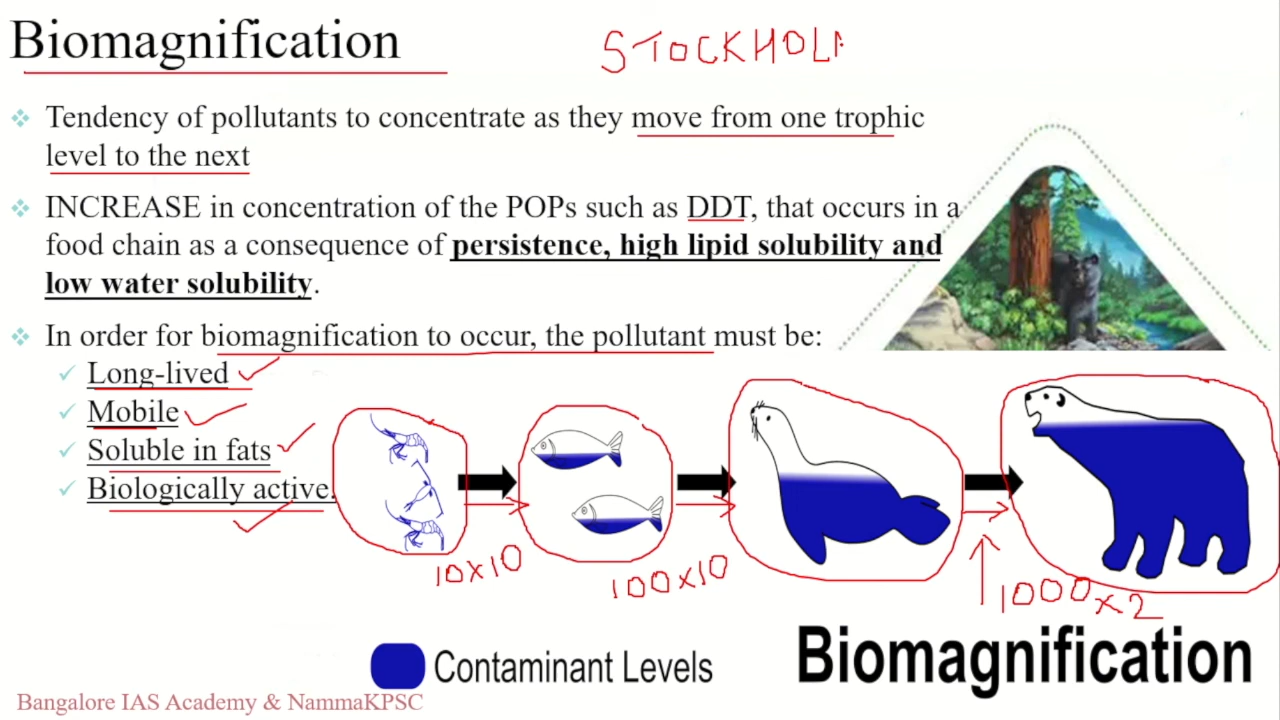 Biomagnification
STOCKHOL
Tendency of pollutants to concentrate as they move from one trophic
level to the next
INCREASE in concentration of the POPs such as DDT, that occurs in a
food chain as a consequence of persistence, high lipid solubility and
low water solubility.
In order for biomagnification to occur, the pollutant must be:
Long-lived
Mobile
Soluble in fats
Biologically active.
10x10
100x10
1000x2
Contaminant Levels
Biomagnification
Bangalore IAS Academy & NammaKPSC